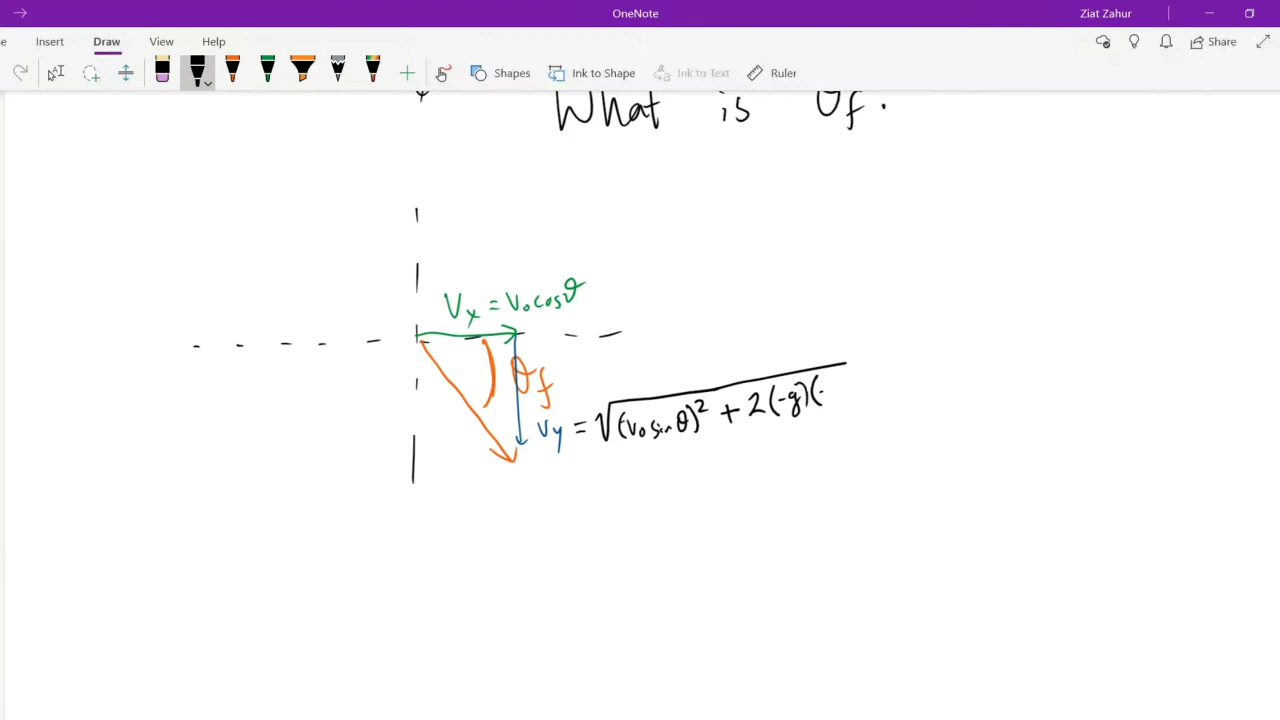 OneNote
Ziat Zahur
Insert Draw View Help
Share
Shapes
Ink to Shape
Ink to Text
Ruler
What is θf.
Vx = v₀cosθ
θf
Vy = √(v₀sinθ)² + 2(-g)(-